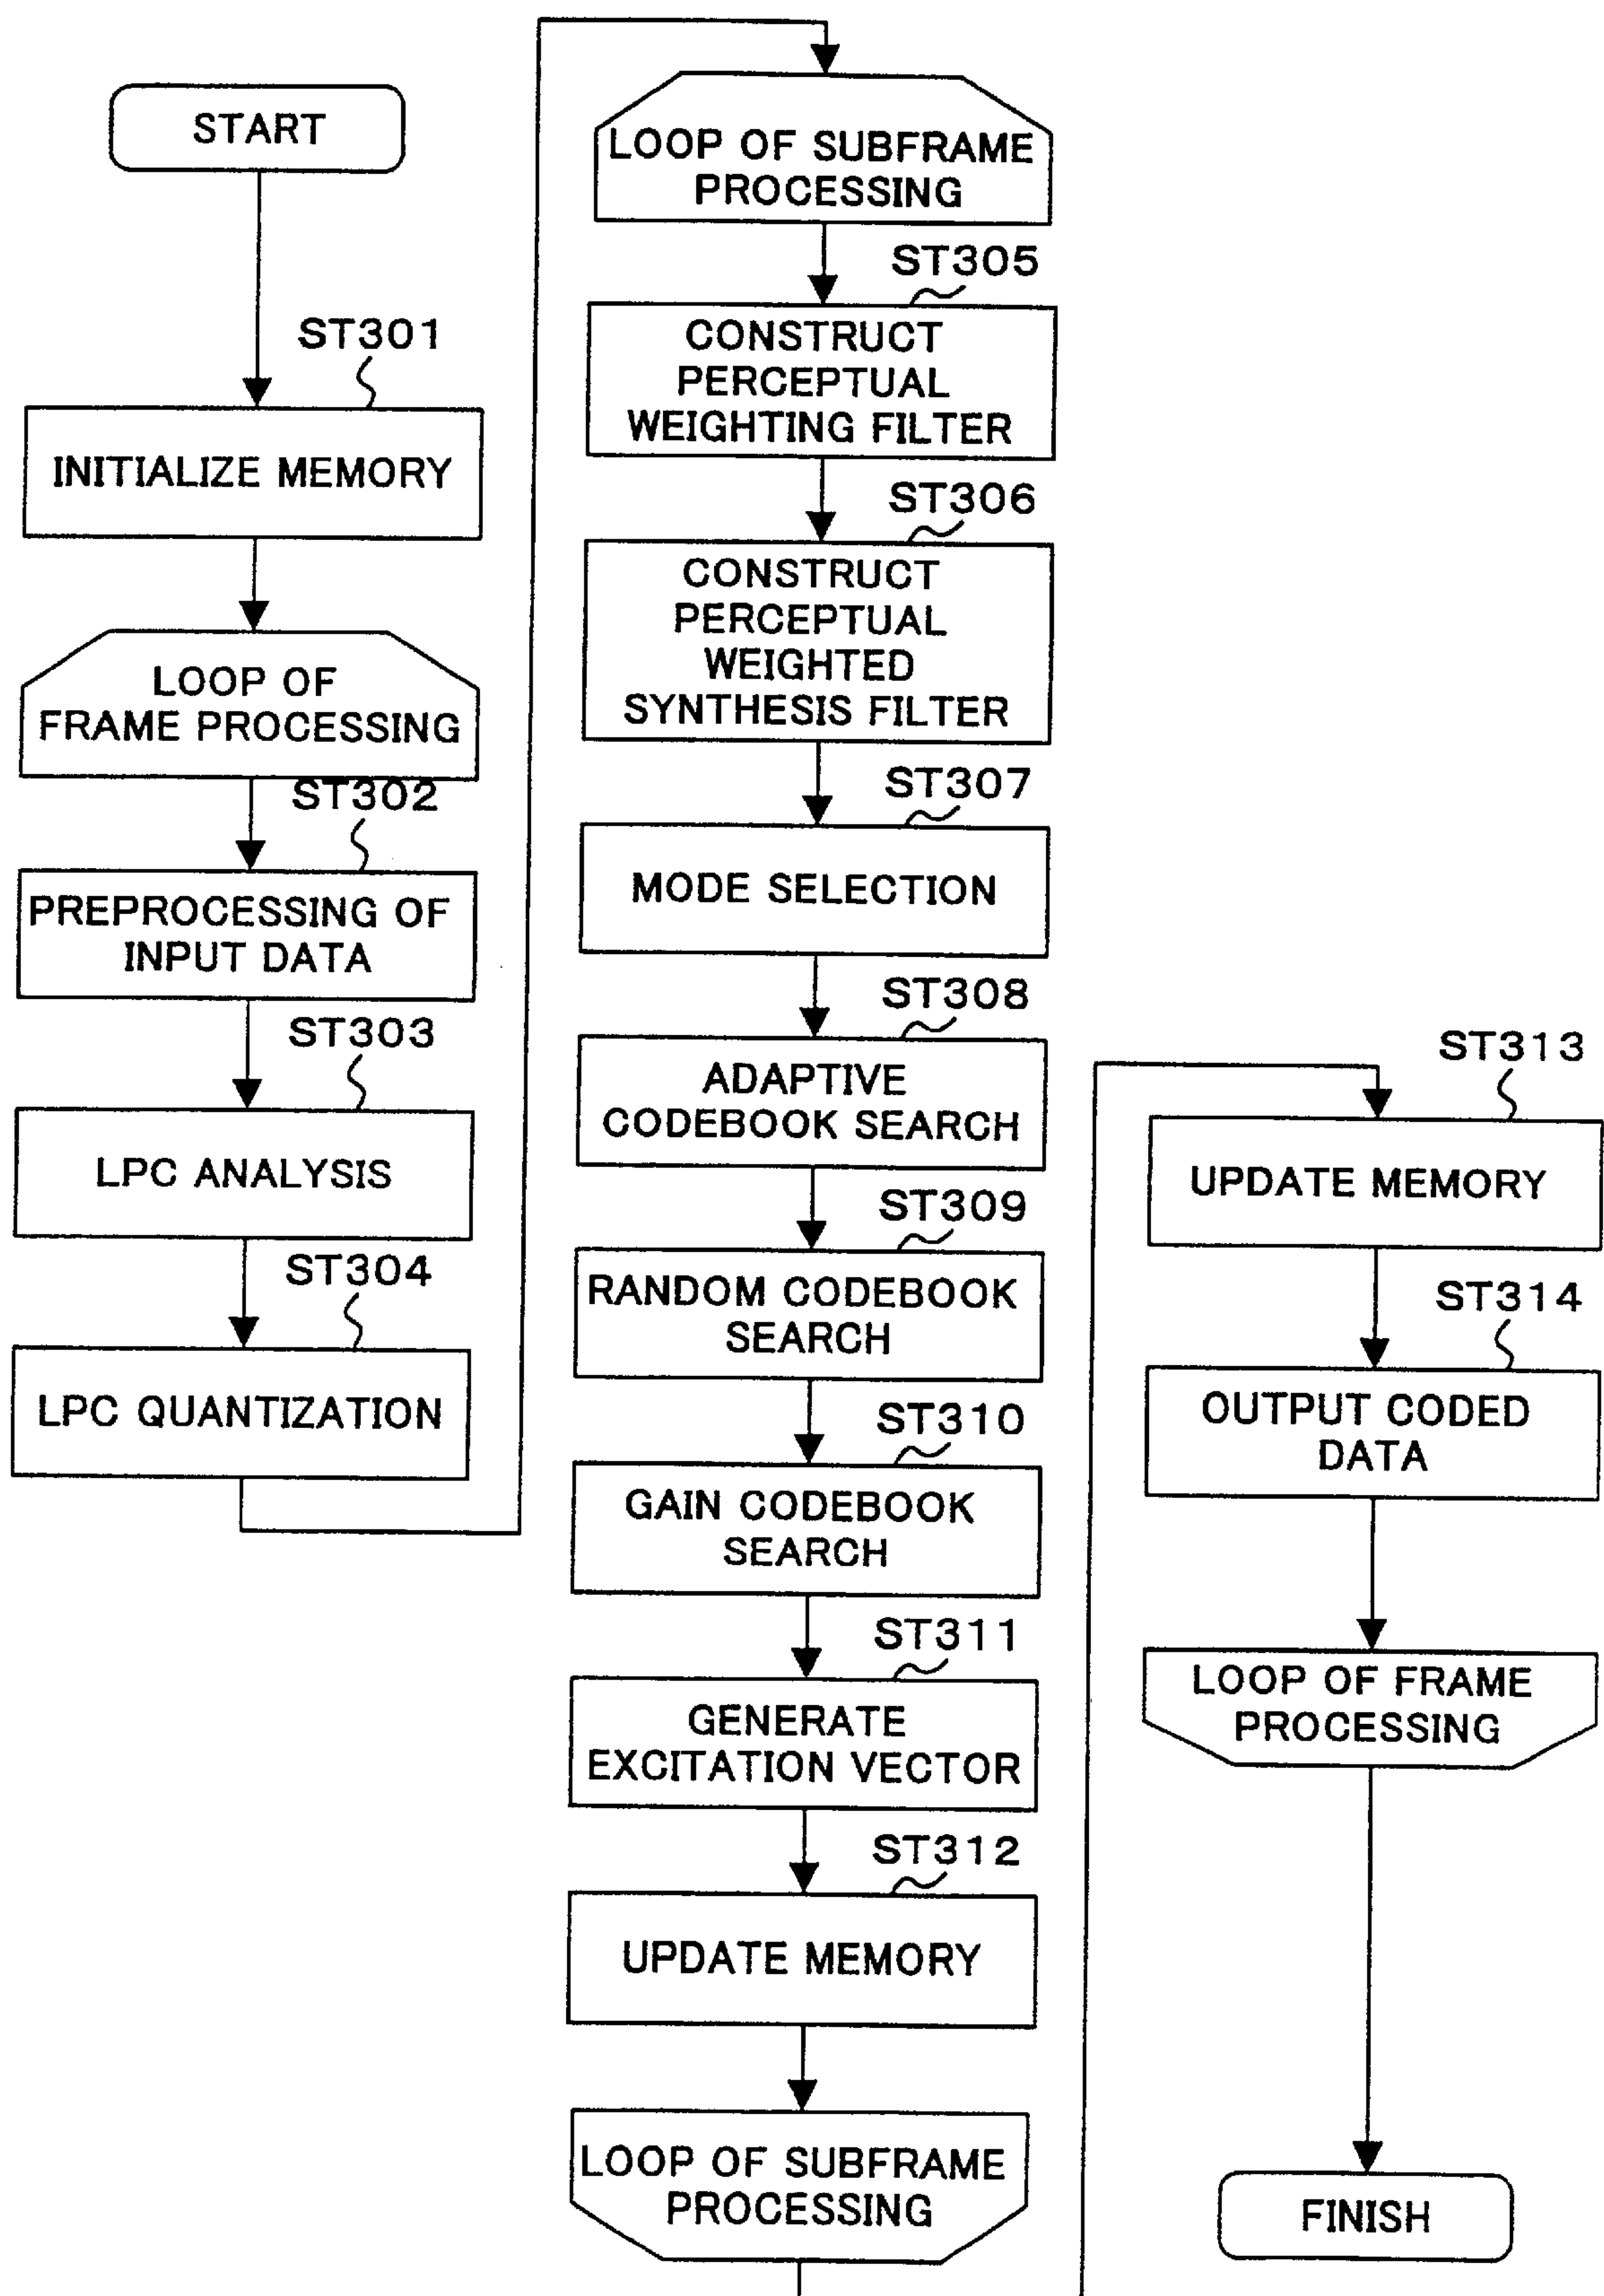 START
ST301
INITIALIZE MEMORY
LOOP OF
FRAME PROCESSING
ST302
PREPROCESSING OF
INPUT DATA
ST303
LPC ANALYSIS
ST304
LPC QUANTIZATION
LOOP OF SUBFRAME
PROCESSING
ST305
CONSTRUCT
PERCEPTUAL
WEIGHTING FILTER
ST306
CONSTRUCT
PERCEPTUAL
WEIGHTED
SYNTHESIS FILTER
ST307
MODE SELECTION
ST308
ADAPTIVE
CODEBOOK SEARCH
ST309
RANDOM CODEBOOK
SEARCH
ST310
GAIN CODEBOOK
SEARCH
ST311
GENERATE
EXCITATION VECTOR
ST312
UPDATE MEMORY
LOOP OF SUBFRAME
PROCESSING
ST313
UPDATE MEMORY
ST314
OUTPUT CODED
DATA
LOOP OF FRAME
PROCESSING
FINISH